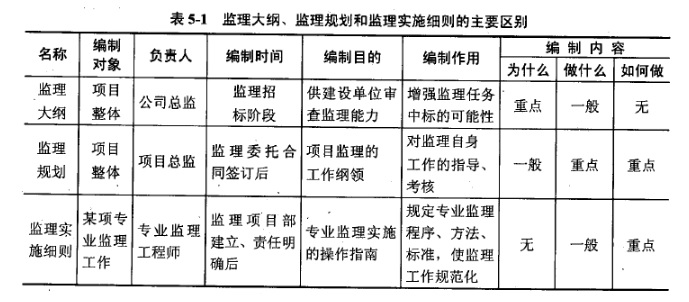 表 5-1 监理大纲、监理规划和监理实施细则的主要区别
名称 编制对象 负责人 编制时间 编制目的 编制作用 编制内容
为什么 做什么 如何做
监理大纲 项目整体 公司总监 监理招标阶段 供建设单位审查监理能力 增强监理任务中标的可能性 重点 一般 无
监理规划 项目整体 项目总监 监理委托合同签订后 项目监理的工作纲领 对监理自身工作的指导、考核 一般 重点 重点
监理实施细则 某项专业监理工作 专业监理工程师 监理项目部建立、责任明确后 专业监理实施的操作指南 规定专业监理程序、方法、标准，使监理工作规范化 无 一般 重点